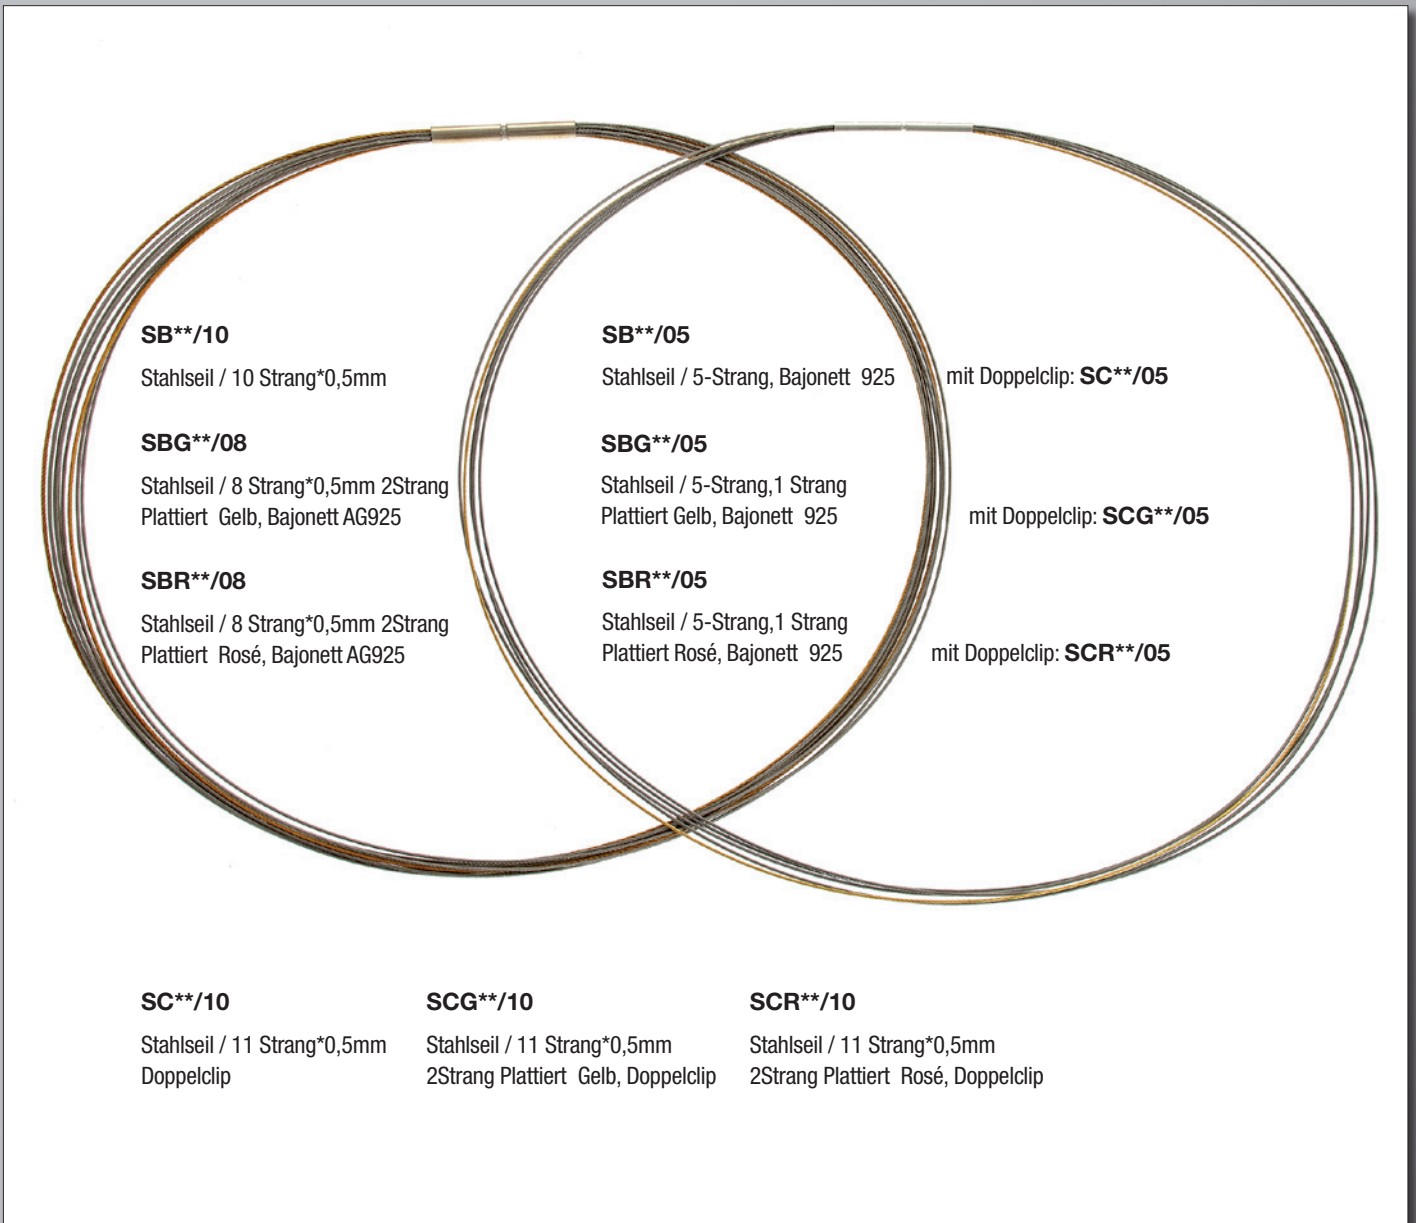 SB**/10
Stahlseil / 10 Strang*0,5mm
SBG**/08
Stahlseil / 8 Strang*0,5mm 2Strang
Plattiert Gelb, Bajonett AG925
SBR**/08
Stahlseil / 8 Strang*0,5mm 2Strang
Plattiert Rosé, Bajonett AG925
SB**/05
Stahlseil / 5-Strang, Bajonett 925
mit Doppelclip: SC**/05
SBG**/05
Stahlseil / 5-Strang,1 Strang
Plattiert Gelb, Bajonett 925
mit Doppelclip: SCG**/05
SBR**/05
Stahlseil / 5-Strang,1 Strang
Plattiert Rosé, Bajonett 925
mit Doppelclip: SCR**/05
SC**/10
Stahlseil / 11 Strang*0,5mm
Doppelclip
SCG**/10
Stahlseil / 11 Strang*0,5mm
2Strang Plattiert Gelb, Doppelclip
SCR**/10
Stahlseil / 11 Strang*0,5mm
2Strang Plattiert Rosé, Doppelclip